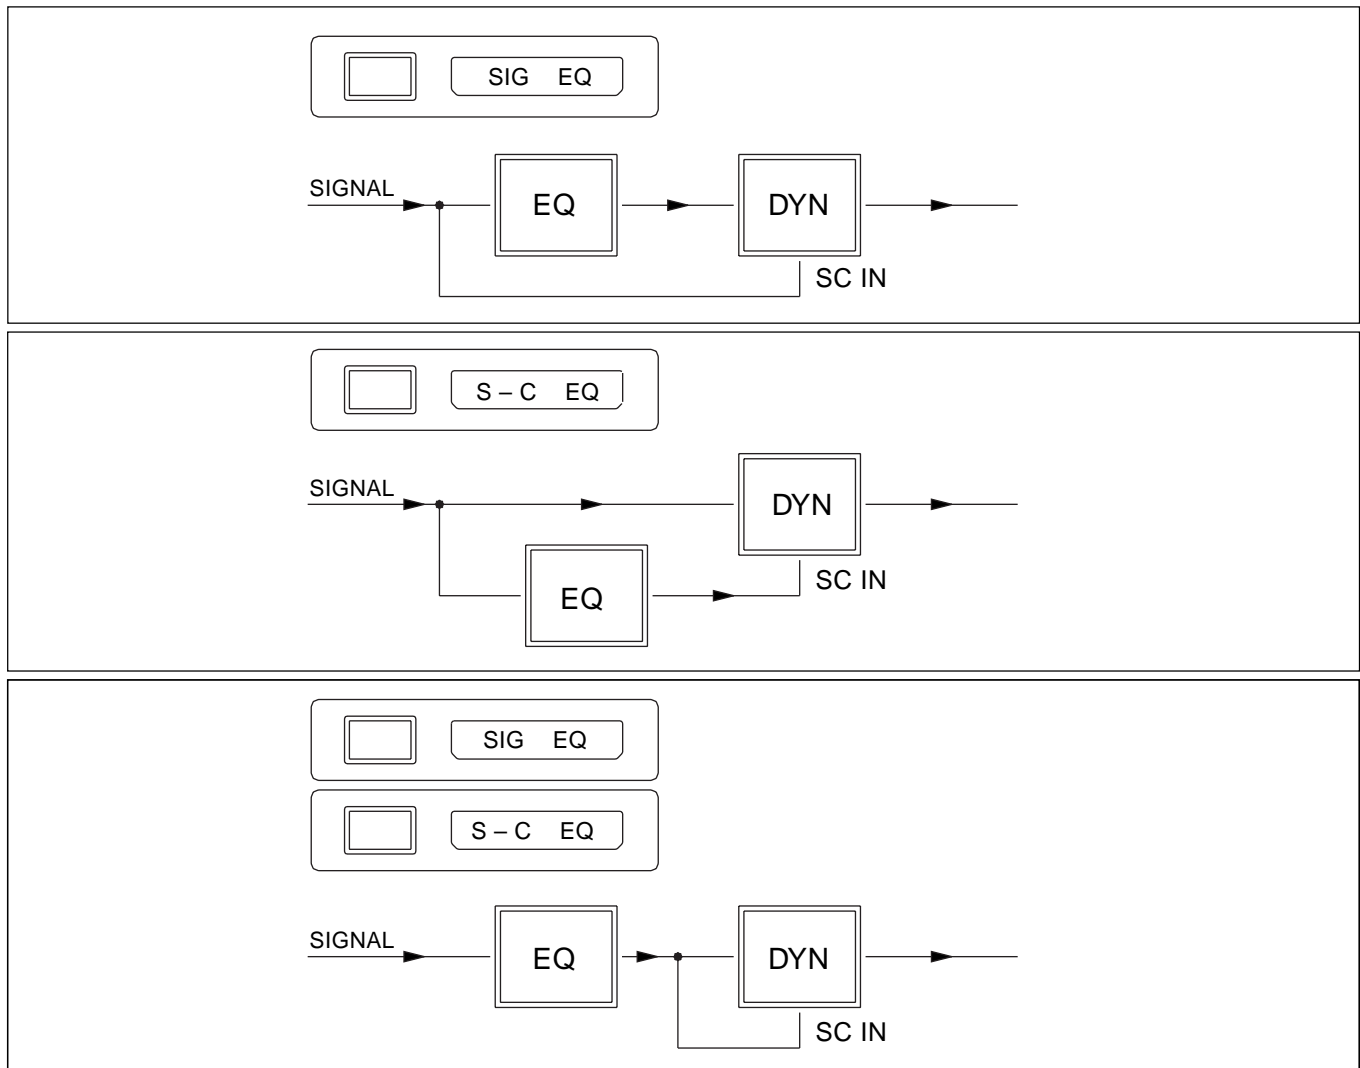 SIG EQ
SIGNAL
EQ
DYN
SC IN
S – C EQ
SIGNAL
DYN
EQ
SC IN
SIG EQ
S – C EQ
SIGNAL
EQ
DYN
SC IN